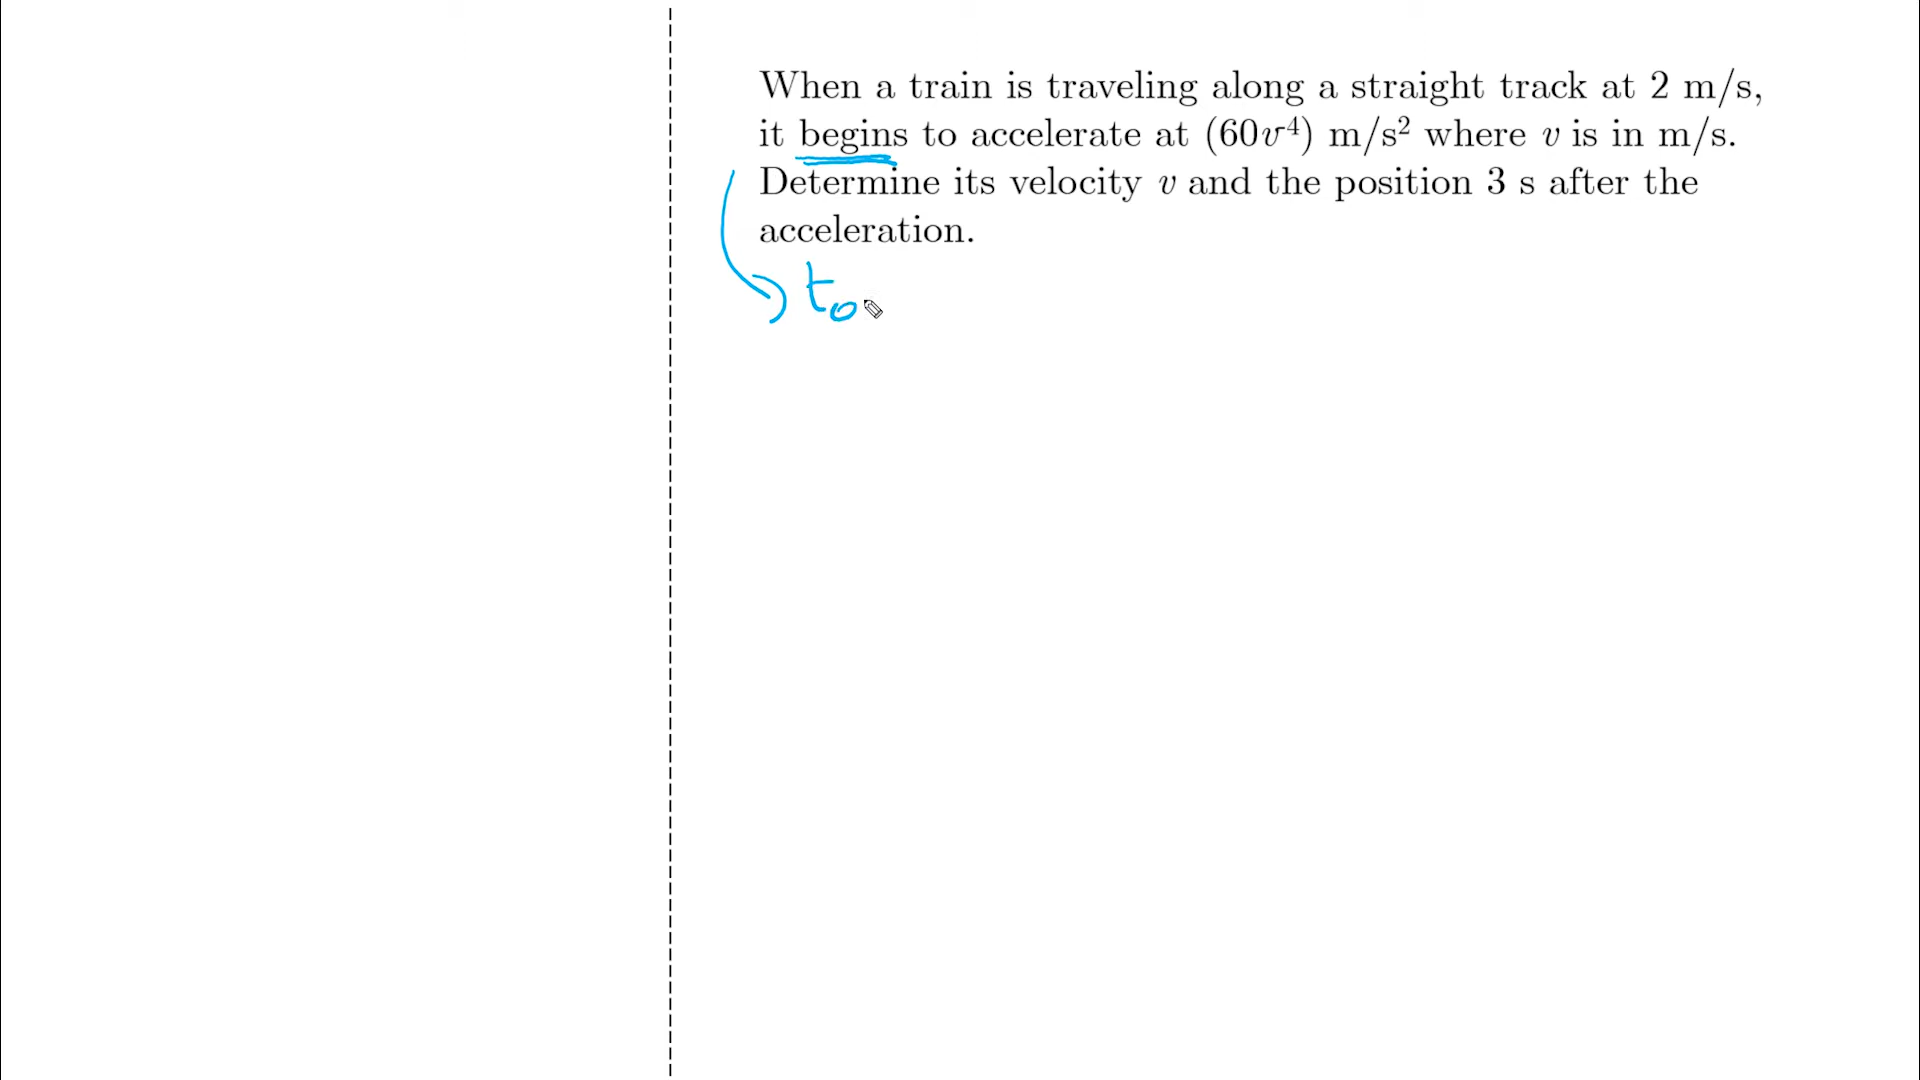 When a train is traveling along a straight track at 2 m/s,
it begins to accelerate at (60v⁴) m/s² where v is in m/s.
Determine its velocity v and the position 3 s after the
acceleration.
t₀